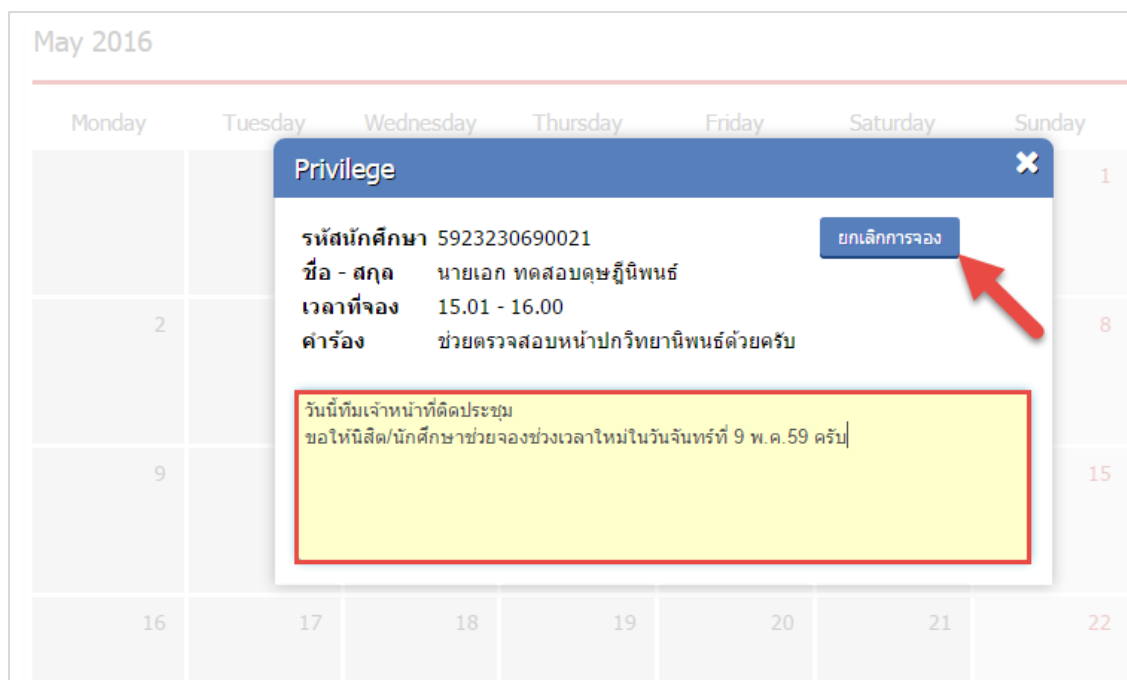 May 2016
Monday Tuesday Wednesday Thursday Friday Saturday Sunday
Privilege
1
รหัสนักศึกษา 5923230690021 ยกเลิกการจอง
ชื่อ - สกุล นายเอก ทดสอบดุษฎีนิพนธ์
เวลาที่จอง 15.01 - 16.00
2 8
คำร้อง ช่วยตรวจสอบหน้าปกวิทยานิพนธ์ด้วยครับ
วันนี้ทีมเจ้าหน้าที่ติดประชุม
ขอให้นิสิต/นักศึกษาช่วยจองช่วงเวลาใหม่ในวันจันทร์ที่ 9 พ.ค.59 ครับ
9 15
16 17 18 19 20 21 22